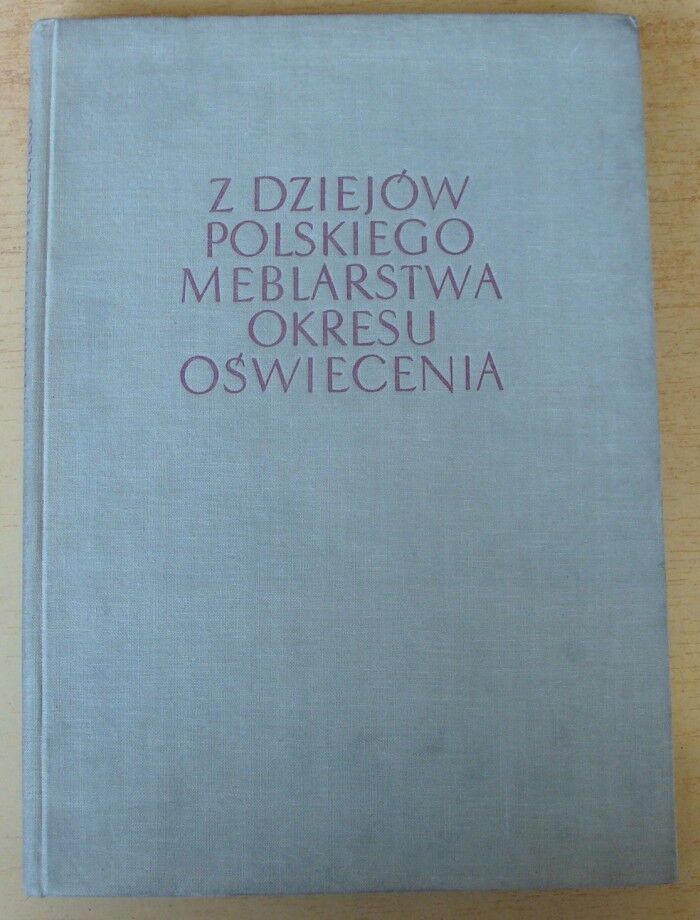 Z DZIEJÓW
POLSKIEGO
MEBLARSTWA
OKRESU
OŚWIECENIA